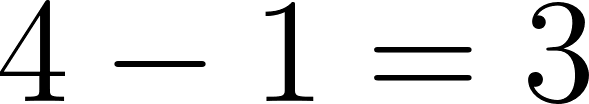 4 − 1 = 3